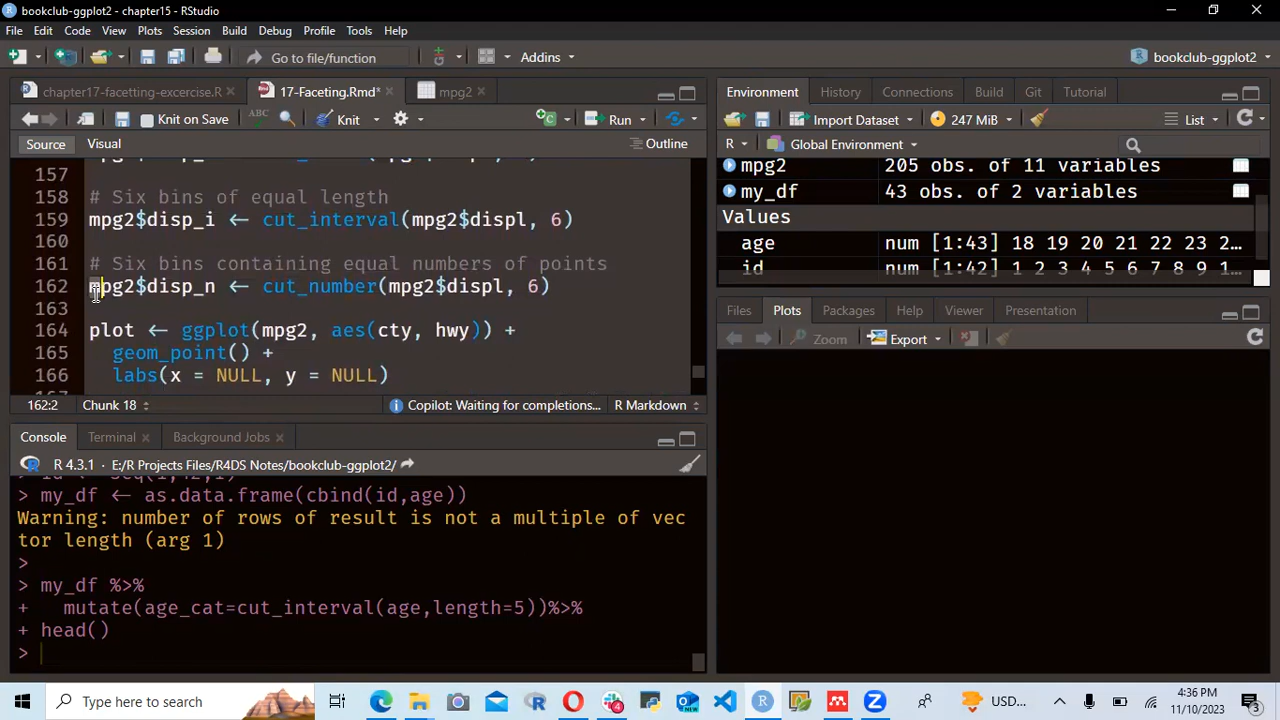 bookclub-ggplot2 - chapter15 - RStudio
File Edit Code View Plots Session Build Debug Profile Tools Help
Go to file/function Addins bookclub-ggplot2
chapter17-facetting-excercise.R 17-Faceting.Rmd* mpg2
Knit on Save ABC Knit Run
Source Visual Outline
157
158 # Six bins of equal length
159 mpg2$disp_i <- cut_interval(mpg2$displ, 6)
160
161 # Six bins containing equal numbers of points
162 mpg2$disp_n <- cut_number(mpg2$displ, 6)
163
164 plot <- ggplot(mpg2, aes(cty, hwy)) +
165 geom_point() +
166 labs(x = NULL, y = NULL)
162:2 Chunk 18 Copilot: Waiting for completions... R Markdown
Console Terminal Background Jobs
R 4.3.1 · E:/R Projects Files/R4DS Notes/bookclub-ggplot2/
> my_df <- as.data.frame(cbind(id,age))
Warning: number of rows of result is not a multiple of vec
tor length (arg 1)
>
> my_df %>%
+ mutate(age_cat=cut_interval(age,length=5))%>%
+ head()
>
Environment History Connections Build Git Tutorial
Import Dataset 247 MiB List
R Global Environment
mpg2 205 obs. of 11 variables
my_df 43 obs. of 2 variables
Values
age num [1:43] 18 19 20 21 22 23 2...
id num [1:43] 1 2 3 4 5 6 7 8 9 1...
Files Plots Packages Help Viewer Presentation
Zoom Export
Type here to search
USD...
4:36 PM
11/10/2023
3